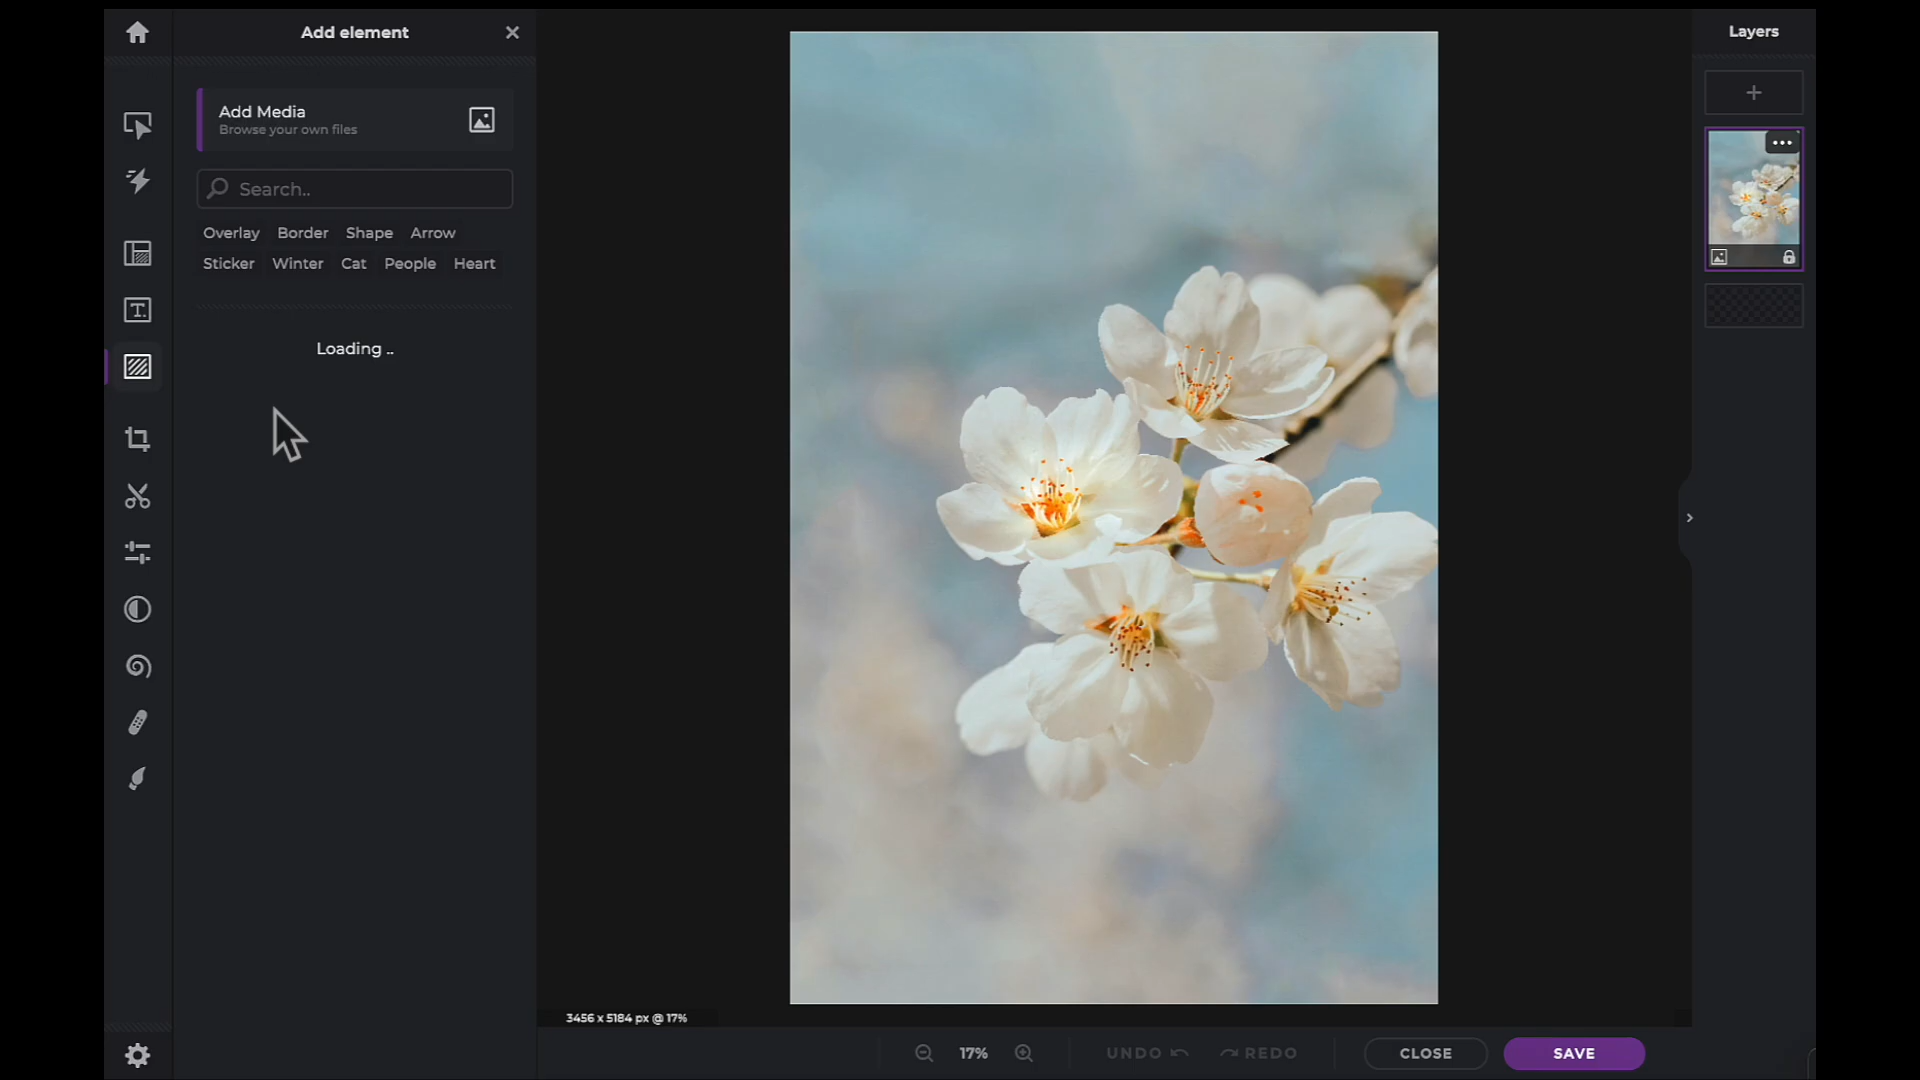 Add element
Layers
Add Media
Browse your own files
Search..
Overlay Border Shape Arrow
Sticker Winter Cat People Heart
Loading ..
3456 x 5184 px @ 17%
17%
UNDO
REDO
CLOSE
SAVE